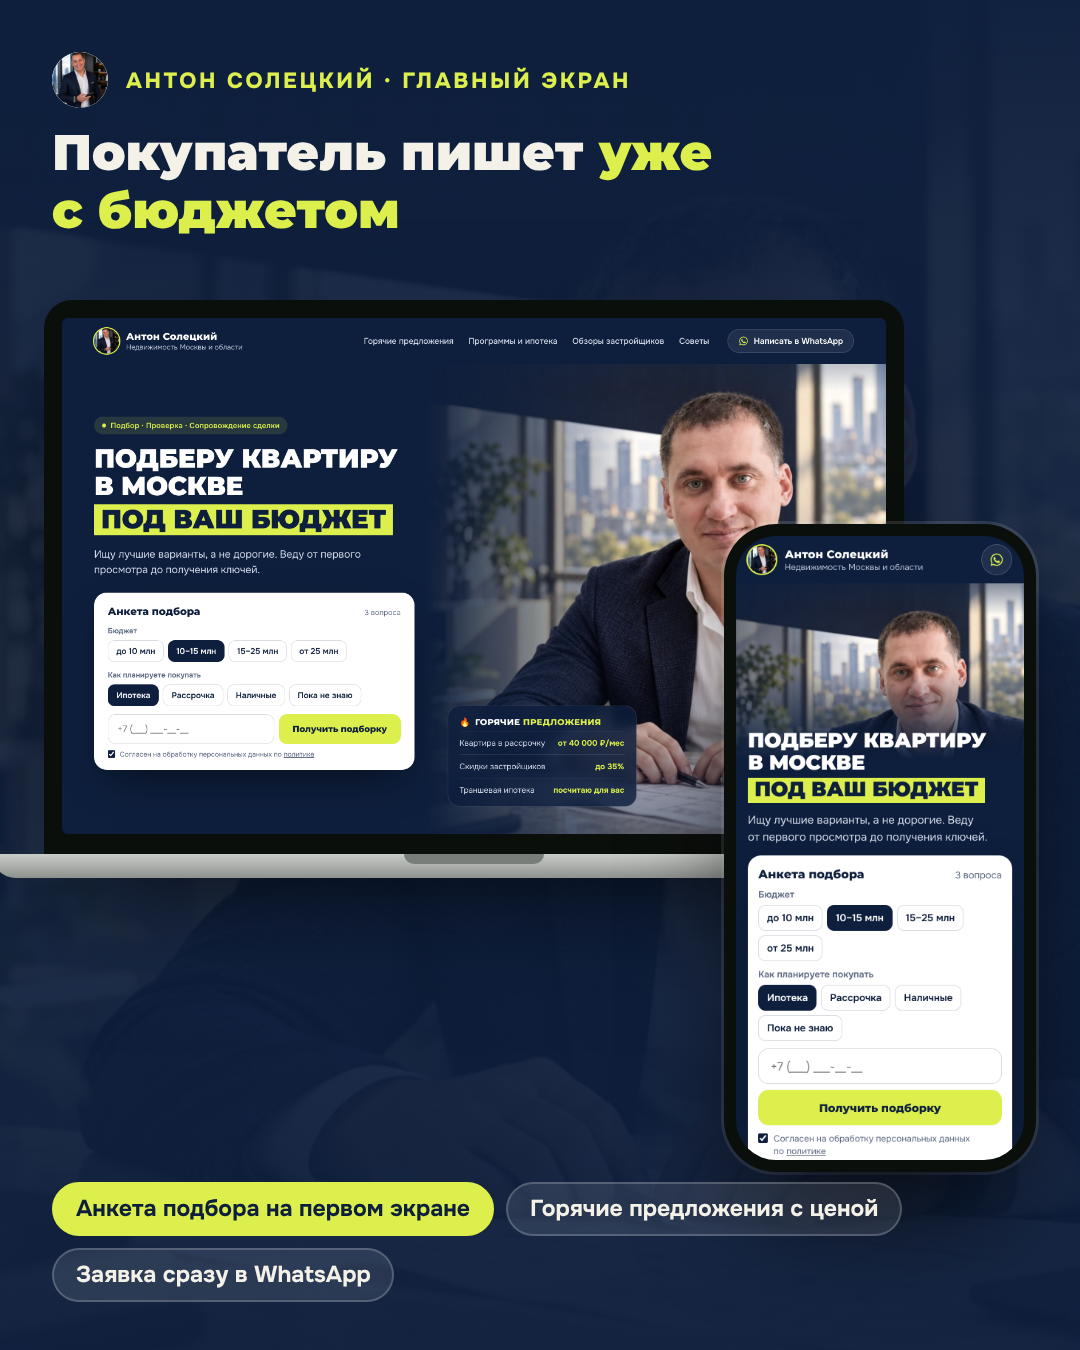 АНТОН СОЛЕЦКИЙ · ГЛАВНЫЙ ЭКРАН
Покупатель пишет уже
с бюджетом
Антон Солецкий
Недвижимость Москвы и области
Горячие предложения
Программы и ипотека
Обзоры застройщиков
Советы
Написать в WhatsApp
Подбор · Проверка · Сопровождение сделки
ПОДБЕРУ КВАРТИРУ
В МОСКВЕ
ПОД ВАШ БЮДЖЕТ
Ищу лучшие варианты, а не дорогие. Веду от первого
просмотра до получения ключей.
Анкета подбора
3 вопроса
Бюджет
до 10 млн
10–15 млн
15–25 млн
от 25 млн
Как планируете покупать
Ипотека
Рассрочка
Наличные
Пока не знаю
+7 (___) ___-__-__
Получить подборку
Согласен на обработку персональных данных по политике
🔥 ГОРЯЧИЕ ПРЕДЛОЖЕНИЯ
Квартира в рассрочку от 40 000 ₽/мес
Скидки застройщиков до 35%
Траншевая ипотека посчитаю для вас
Антон Солецкий
Недвижимость Москвы и области
ПОДБЕРУ КВАРТИРУ
В МОСКВЕ
ПОД ВАШ БЮДЖЕТ
Ищу лучшие варианты, а не дорогие. Веду
от первого просмотра до получения ключей.
Анкета подбора
3 вопроса
Бюджет
до 10 млн
10–15 млн
15–25 млн
от 25 млн
Как планируете покупать
Ипотека
Рассрочка
Наличные
Пока не знаю
+7 (___) ___-__-__
Получить подборку
Согласен на обработку персональных данных
по политике
Анкета подбора на первом экране
Горячие предложения с ценой
Заявка сразу в WhatsApp